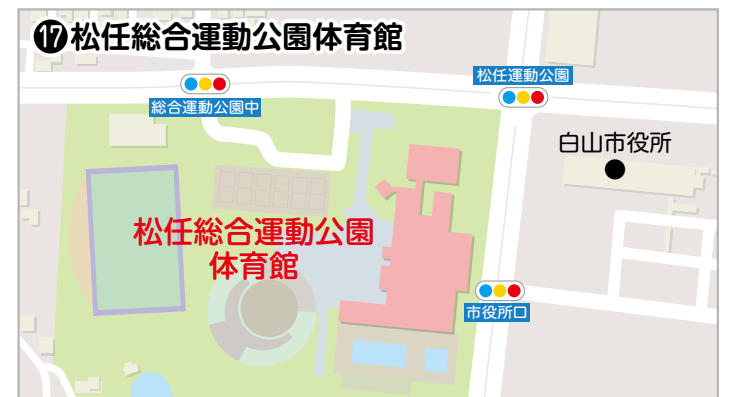 ⓱松任総合運動公園体育館
松任運動公園
総合運動公園中
白山市役所
松任総合運動公園
体育館
市役所口